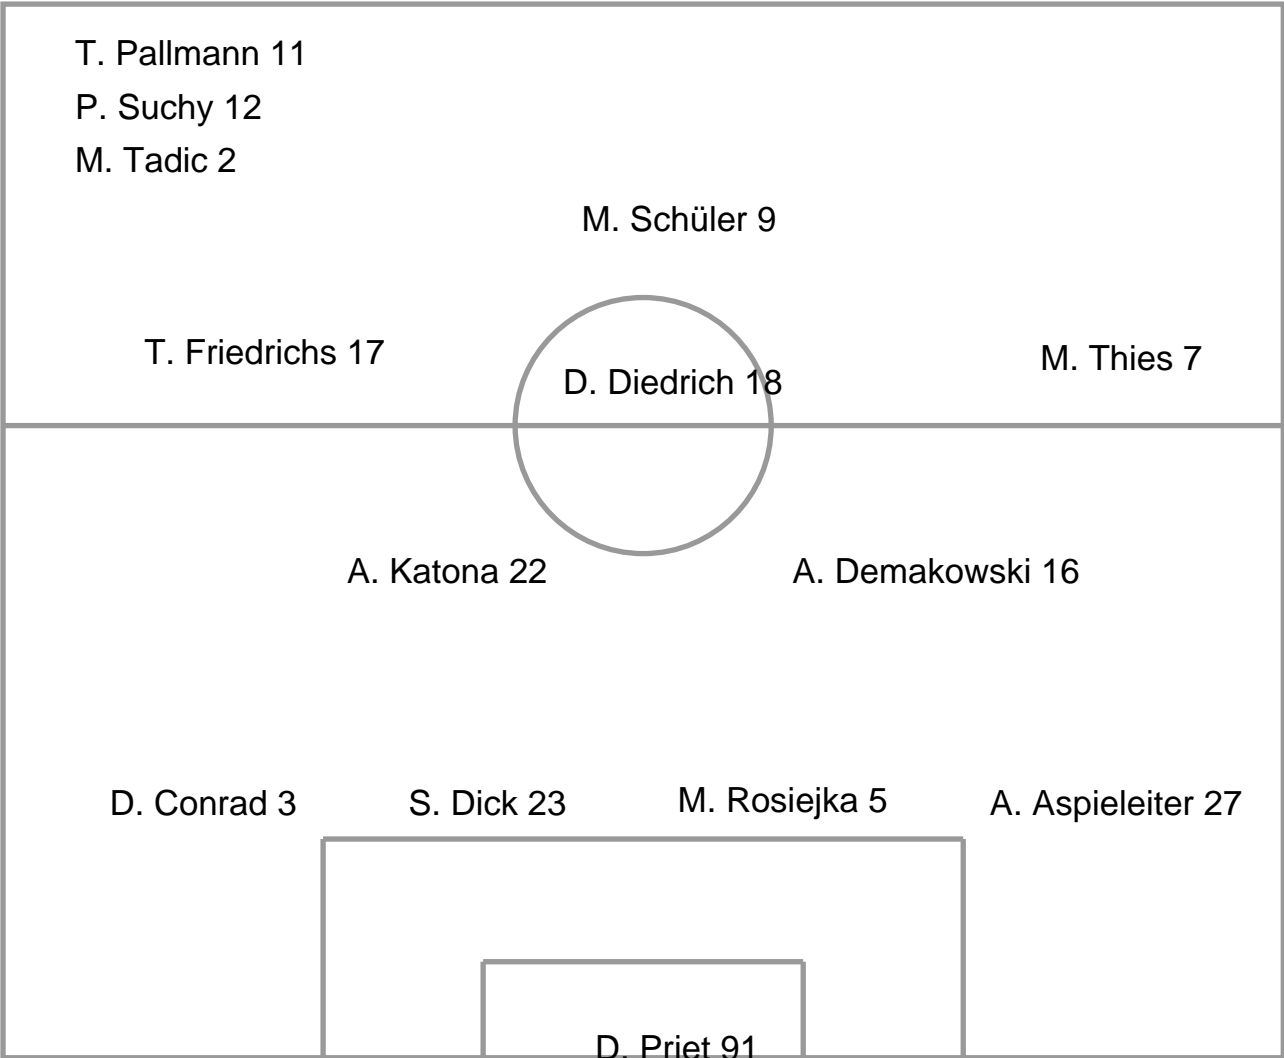 T. Pallmann 11
P. Suchy 12
M. Tadic 2
M. Schüler 9
T. Friedrichs 17
D. Diedrich 18
M. Thies 7
A. Katona 22
A. Demakowski 16
D. Conrad 3
S. Dick 23
M. Rosiejka 5
A. Aspieleiter 27
D. Priet 91